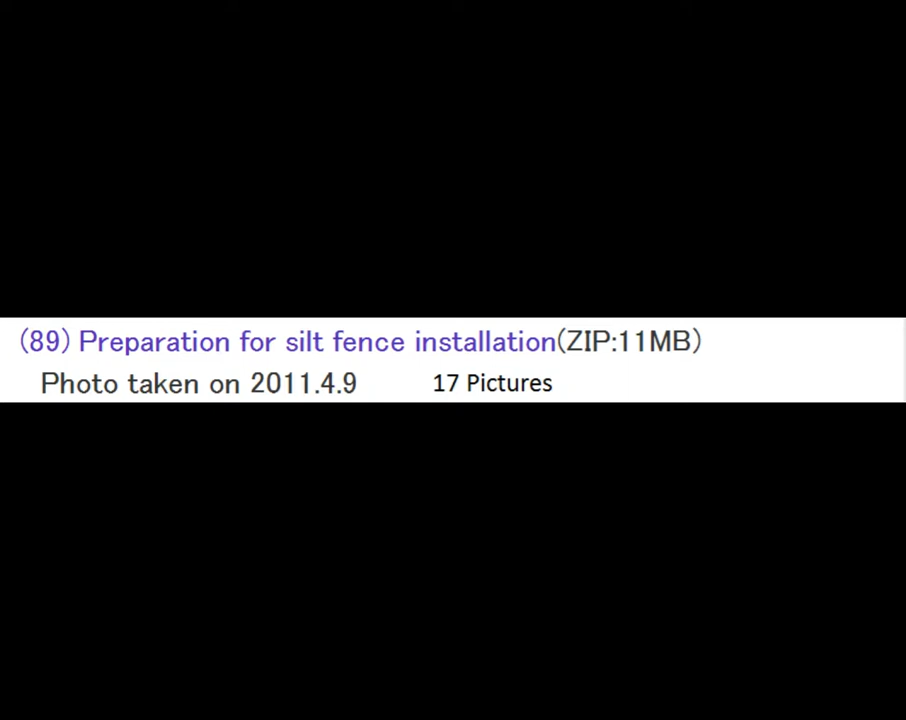 (89) Preparation for silt fence installation(ZIP:11MB)
Photo taken on 2011.4.9 17 Pictures